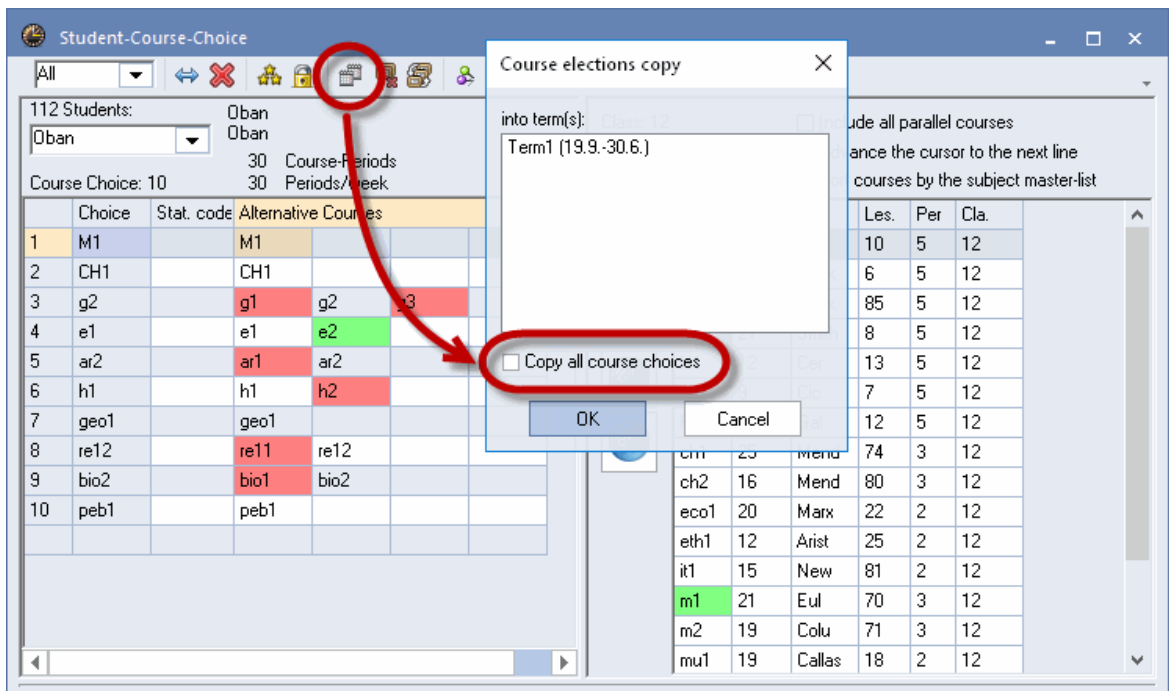 Student-Course-Choice
All
112 Students:
Oban
Oban
Oban
30 Course-Periods
Course Choice: 10
30 Periods/Week
Choice Stat. code Alternative Courses
1 M1 M1
2 CH1 CH1
3 g2 g1 g2 g3
4 e1 e1 e2
5 ar2 ar1 ar2
6 h1 h1 h2
7 geo1 geo1
8 re12 re11 re12
9 bio2 bio1 bio2
10 peb1 peb1
Course elections copy
into term(s):
Term1 (19.9.-30.6.)
Copy all course choices
OK Cancel
Class: 12
ude all parallel courses
ance the cursor to the next line
courses by the subject master-list
Les. Per Cla.
10 5 12
6 5 12
85 5 12
8 5 12
13 5 12
7 5 12
12 5 12
ch1 25 Mend 74 3 12
ch2 16 Mend 80 3 12
eco1 20 Marx 22 2 12
eth1 12 Arist 25 2 12
it1 15 New 81 2 12
m1 21 Eul 70 3 12
m2 19 Colu 71 3 12
mu1 19 Callas 18 2 12